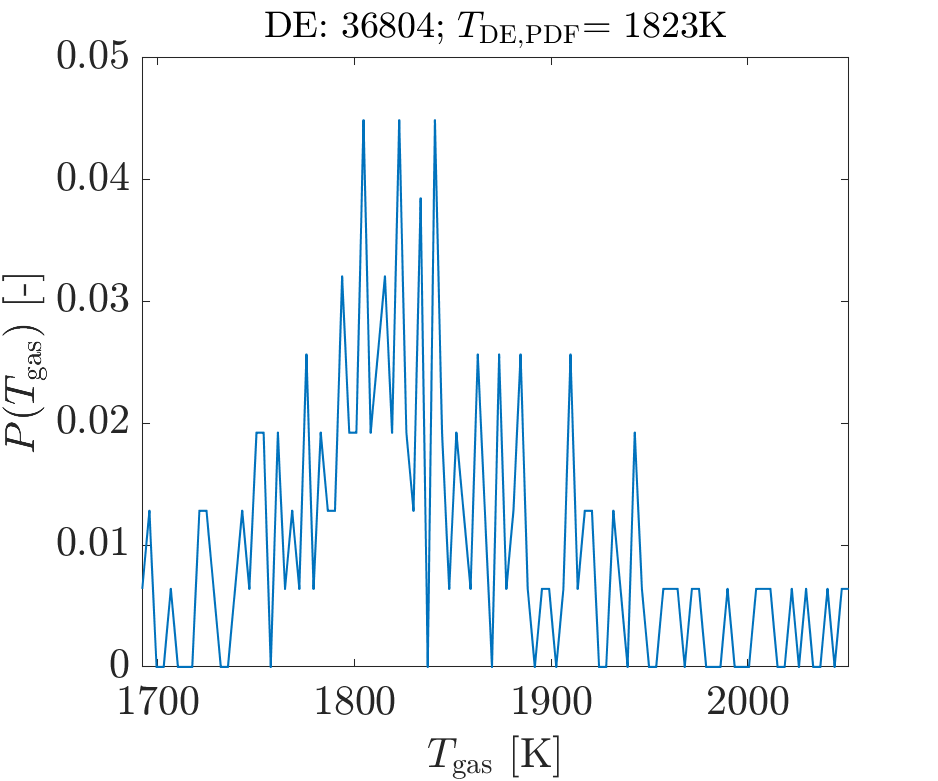 DE: 36804; T_DE,PDF= 1823K
0.05
0.04
0.03
0.02
0.01
0
P(T_gas) [-]
1700 1800 1900 2000
T_gas [K]